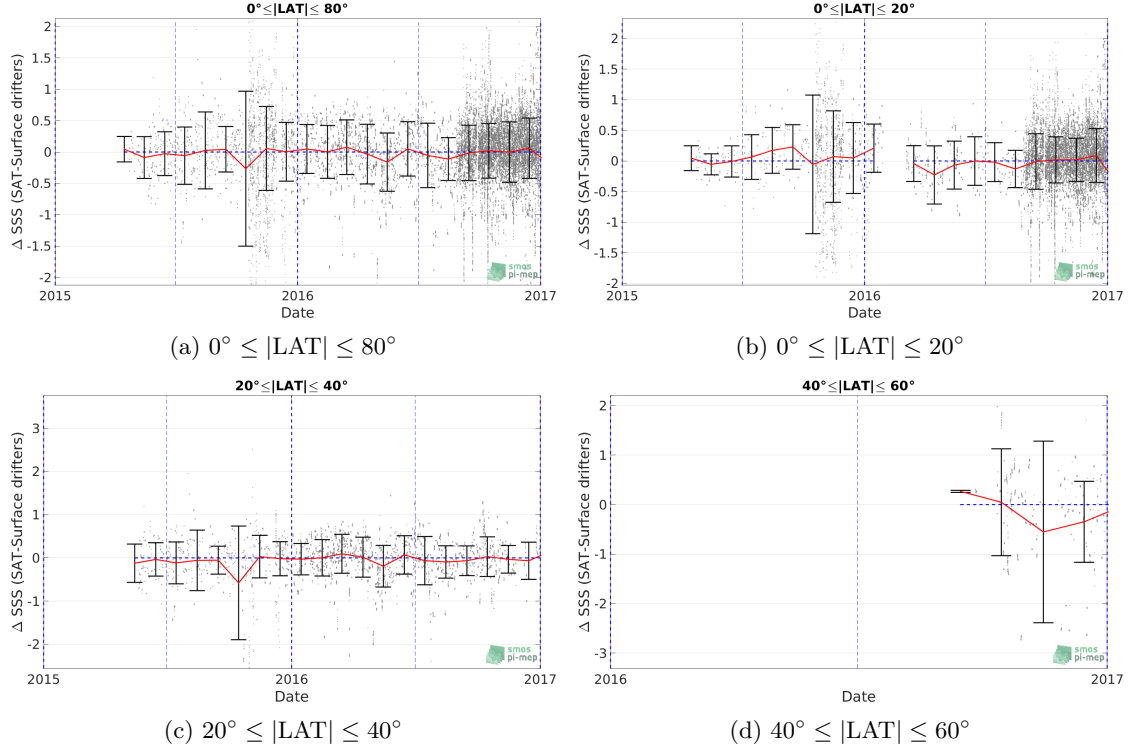 0°≤|LAT|≤ 80°
Δ SSS (SAT-Surface drifters)
2
1.5
1
0.5
0
-0.5
-1
-1.5
-2
smos
pi-mep
2015
2016
2017
Date
(a) 0° ≤ |LAT| ≤ 80°
0°≤|LAT|≤ 20°
Δ SSS (SAT-Surface drifters)
2
1.5
1
0.5
0
-0.5
-1
-1.5
-2
smos
pi-mep
2015
2016
2017
Date
(b) 0° ≤ |LAT| ≤ 20°
20°≤|LAT|≤ 40°
Δ SSS (SAT-Surface drifters)
3
2
1
0
-1
-2
smos
pi-mep
2015
2016
2017
Date
(c) 20° ≤ |LAT| ≤ 40°
40°≤|LAT|≤ 60°
Δ SSS (SAT-Surface drifters)
2
1
0
-1
-2
-3
smos
pi-mep
2016
2017
Date
(d) 40° ≤ |LAT| ≤ 60°